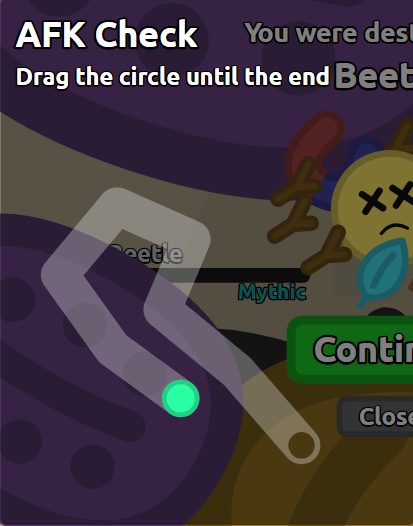 AFK Check
You were dest
Drag the circle until the end
Beet
Beetle
Mythic
Contin
Close